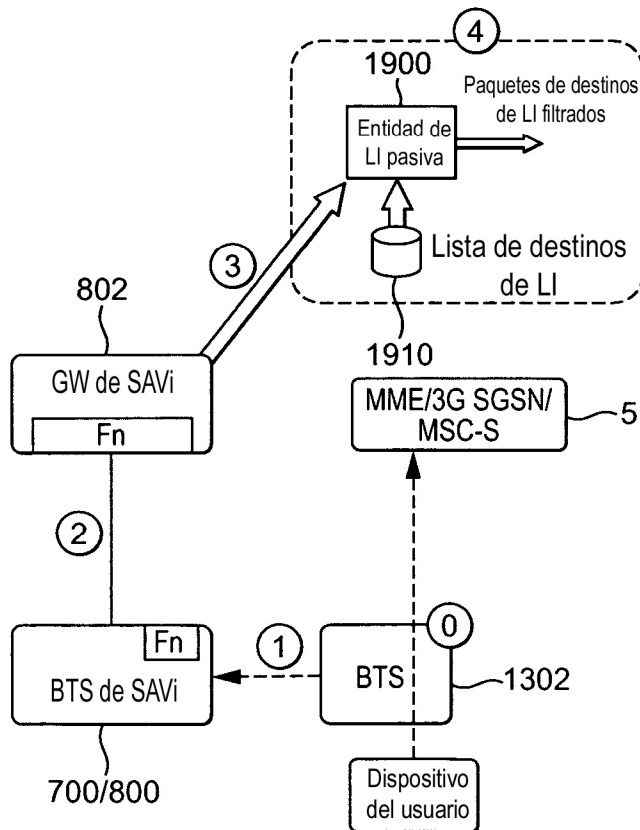 4
1900
Paquetes de destinos
de LI filtrados
Entidad de
LI pasiva
3
Lista de destinos
de LI
802
1910
GW de SAVi
Fn
MME/3G SGSN/
MSC-S
5
2
0
Fn
1
BTS de SAVi
BTS
1302
700/800
Dispositivo
del usuario